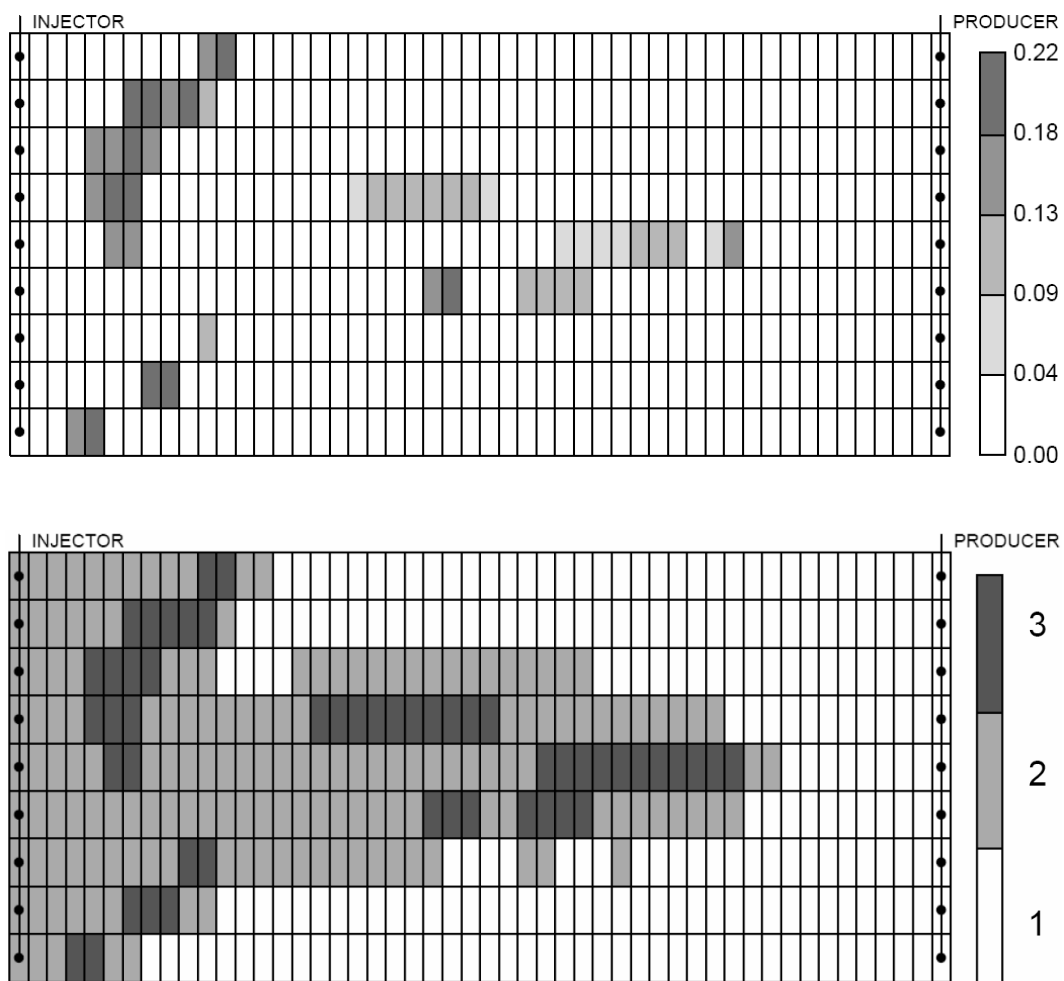 INJECTOR
PRODUCER
0.22
0.18
0.13
0.09
0.04
0.00
INJECTOR
PRODUCER
3
2
1